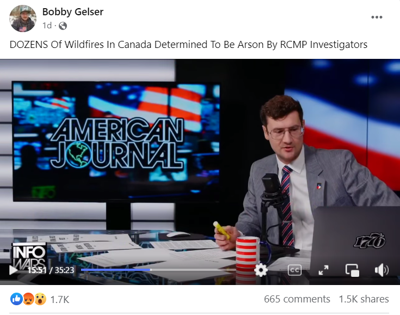 Bobby Gelser
1d
DOZENS Of Wildfires In Canada Determined To Be Arson By RCMP Investigators
AMERICAN
JOURNAL
INFO
WARS
15:51 / 35:23
CC
1.7K
665 comments 1.5K shares